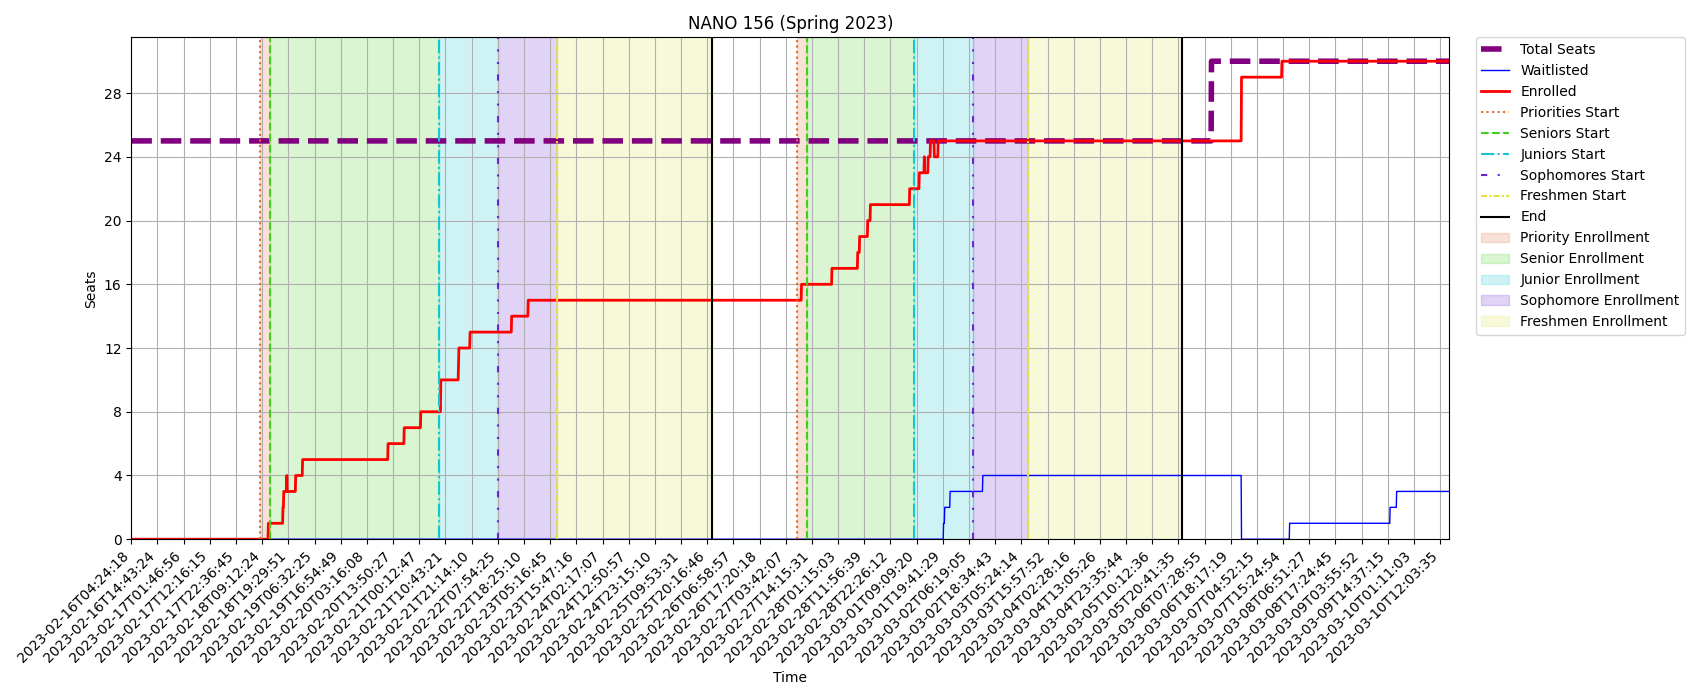 NANO 156 (Spring 2023)
Seats
28
24
20
16
12
8
4
0
2023-02-16T04:24:18
2023-02-16T14:43:24
2023-02-17T01:46:56
2023-02-17T12:16:15
2023-02-17T22:36:45
2023-02-18T09:12:24
2023-02-18T19:29:51
2023-02-19T06:32:25
2023-02-19T16:54:49
2023-02-20T03:16:08
2023-02-20T13:50:27
2023-02-21T00:12:47
2023-02-21T10:43:21
2023-02-21T21:14:10
2023-02-22T07:54:25
2023-02-22T18:25:10
2023-02-23T05:16:45
2023-02-23T15:47:16
2023-02-24T02:17:07
2023-02-24T12:50:57
2023-02-24T23:15:10
2023-02-25T09:53:31
2023-02-25T20:16:46
2023-02-26T06:58:57
2023-02-26T17:20:18
2023-02-27T03:42:07
2023-02-27T14:15:31
2023-02-28T01:15:03
2023-02-28T11:56:39
2023-02-28T22:26:12
2023-03-01T09:09:20
2023-03-01T19:41:29
2023-03-02T06:19:05
2023-03-02T18:34:43
2023-03-03T05:24:14
2023-03-03T15:57:52
2023-03-04T02:28:16
2023-03-04T13:05:26
2023-03-04T23:35:44
2023-03-05T10:12:36
2023-03-05T20:41:35
2023-03-06T07:28:55
2023-03-06T18:17:19
2023-03-07T04:52:15
2023-03-07T15:24:54
2023-03-08T06:51:27
2023-03-08T17:24:45
2023-03-09T03:55:52
2023-03-09T14:37:15
2023-03-10T01:11:03
2023-03-10T12:03:35
Time
Total Seats
Waitlisted
Enrolled
Priorities Start
Seniors Start
Juniors Start
Sophomores Start
Freshmen Start
End
Priority Enrollment
Senior Enrollment
Junior Enrollment
Sophomore Enrollment
Freshmen Enrollment